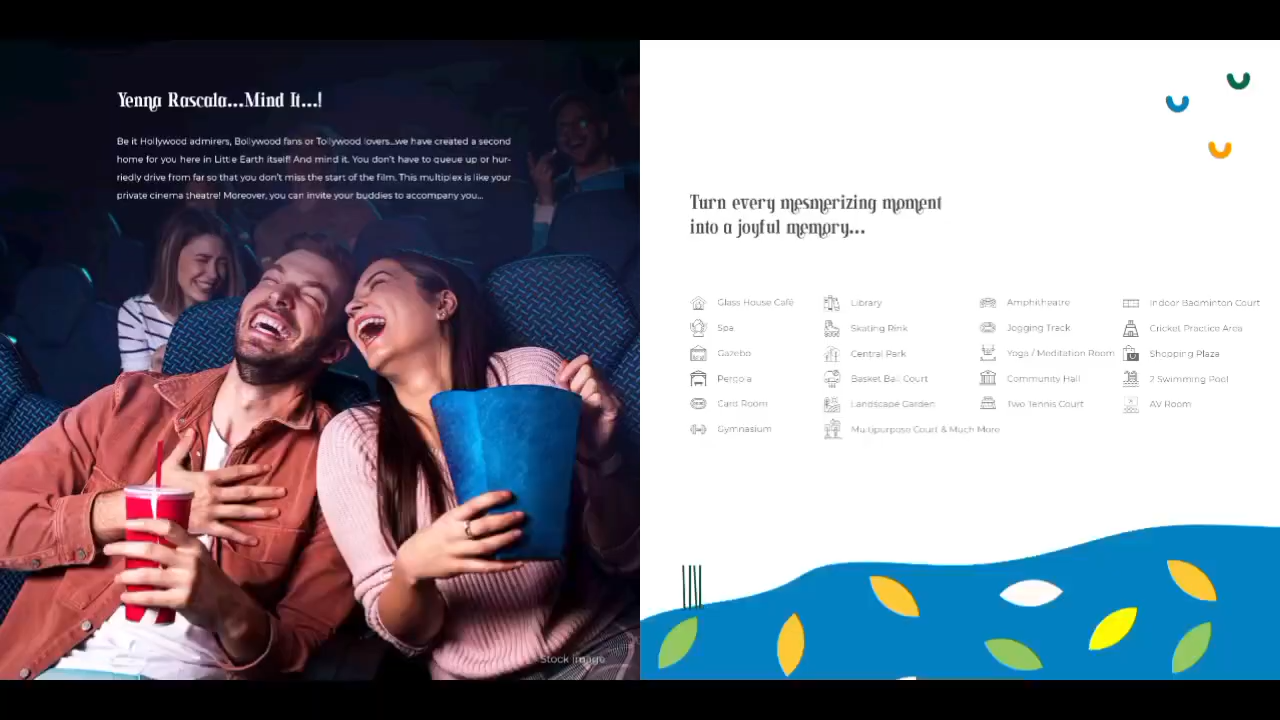 Yenna Rascala...Mind It...!
Be it Hollywood admirers, Bollywood fans or Tollywood lovers...we have created a second
home for you here in Little Earth itself! And mind it. You don't have to queue up or hur-
riedly drive from far so that you don't miss the start of the film. This multiplex is like your
private cinema theatre! Moreover, you can invite your buddies to accompany you...
Stock Image
Turn every mesmerizing moment
into a joyful memory...
Glass House Café
Spa
Gazebo
Pergola
Card Room
Gymnasium
Library
Skating Rink
Central Park
Basket Ball Court
Landscape Garden
Multipurpose Court & Much More
Amphitheatre
Jogging Track
Yoga / Meditation Room
Community Hall
Two Tennis Court
Indoor Badminton Court
Cricket Practice Area
Shopping Plaza
2 Swimming Pool
AV Room